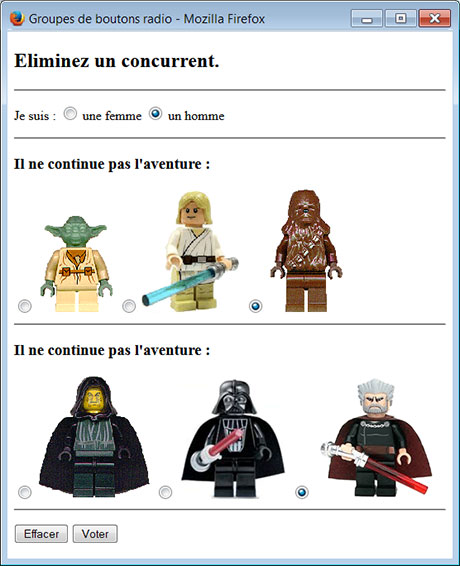 Groupes de boutons radio - Mozilla Firefox
Eliminez un concurrent.
Je suis : une femme un homme
Il ne continue pas l'aventure :
Il ne continue pas l'aventure :
Effacer Voter